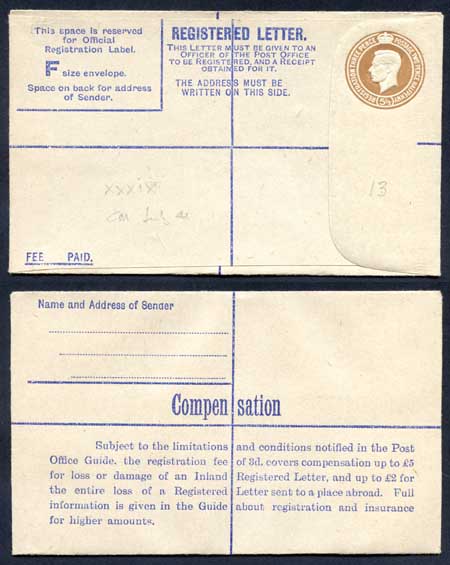 This space is reserved
for Official
Registration Label.
F size envelope.
Space on back for address
of Sender.
REGISTERED LETTER.
THIS LETTER MUST BE GIVEN TO AN
OFFICER OF THE POST OFFICE
TO BE REGISTERED, AND A RECEIPT
OBTAINED FOR IT.
THE ADDRESS MUST BE
WRITTEN ON THIS SIDE.
REGISTRATION THREE PENCE POSTAGE TWO PENCE HALFPENNY
5½D
13
FEE PAID.
Name and Address of Sender
Compensation
Subject to the limitations and conditions notified in the Post
Office Guide, the registration fee of 3d. covers compensation up to £5
for loss or damage of an Inland Registered Letter, and up to £2 for
the entire loss of a Registered Letter sent to a place abroad. Full
information is given in the Guide about registration and insurance
for higher amounts.